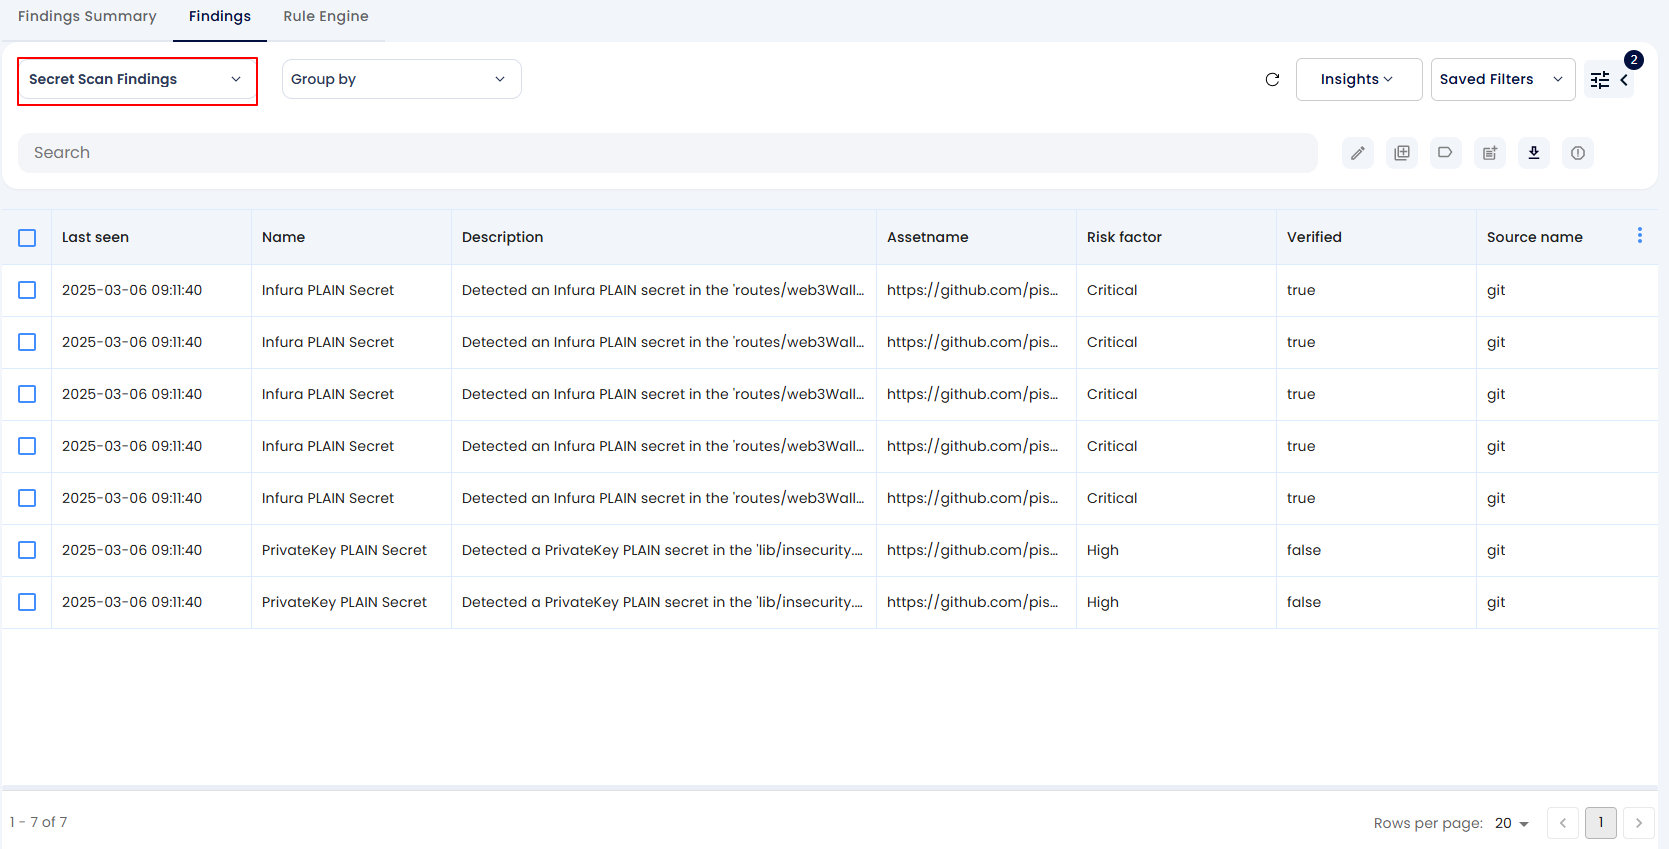 Findings Summary Findings Rule Engine
2
Secret Scan Findings Group by Insights Saved Filters
Search
Last seen Name Description Assetname Risk factor Verified Source name
2025-03-06 09:11:40 Infura PLAIN Secret Detected an Infura PLAIN secret in the 'routes/web3Wall... https://github.com/pis... Critical true git
2025-03-06 09:11:40 Infura PLAIN Secret Detected an Infura PLAIN secret in the 'routes/web3Wall... https://github.com/pis... Critical true git
2025-03-06 09:11:40 Infura PLAIN Secret Detected an Infura PLAIN secret in the 'routes/web3Wall... https://github.com/pis... Critical true git
2025-03-06 09:11:40 Infura PLAIN Secret Detected an Infura PLAIN secret in the 'routes/web3Wall... https://github.com/pis... Critical true git
2025-03-06 09:11:40 Infura PLAIN Secret Detected an Infura PLAIN secret in the 'routes/web3Wall... https://github.com/pis... Critical true git
2025-03-06 09:11:40 PrivateKey PLAIN Secret Detected a PrivateKey PLAIN secret in the 'lib/insecurity.... https://github.com/pis... High false git
2025-03-06 09:11:40 PrivateKey PLAIN Secret Detected a PrivateKey PLAIN secret in the 'lib/insecurity.... https://github.com/pis... High false git
1 - 7 of 7 Rows per page: 20 1